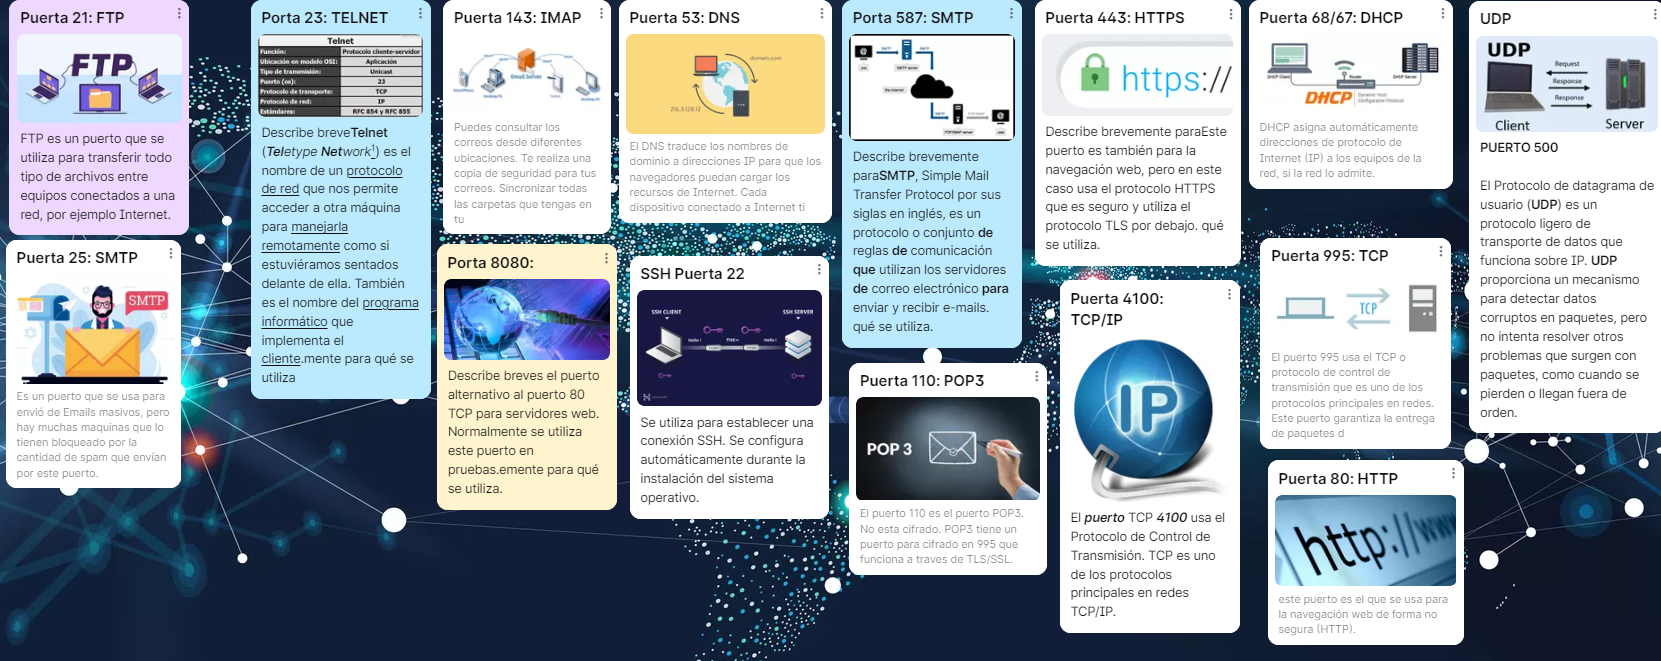 Puerta 21: FTP
FTP
FTP es un puerto que se
utiliza para transferir todo
tipo de archivos entre
equipos conectados a una
red, por ejemplo Internet.
Puerta 25: SMTP
SMTP
Es un puerto que se usa para
envió de Emails masivos, pero
hay muchas maquinas que lo
tienen bloqueado por la
cantidad de spam que envían
por este puerto.
Porta 23: TELNET
Telnet
Función: Protocolo cliente-servidor
Ubicación en modelo OSI: Aplicación
Tipo de transmisión: Unicast
Puerto (os): 23
Protocolo de transporte: TCP
Protocolo de red: IP
Estándares: RFC 854 y RFC 855
Describe breveTelnet
(Teletype Network1) es el
nombre de un protocolo
de red que nos permite
acceder a otra máquina
para manejarla
remotamente como si
estuviéramos sentados
delante de ella. También
es el nombre del programa
informático que
implementa el
cliente.mente para qué se
utiliza
Puerta 143: IMAP
Email Server
Puedes consultar los
correos desde diferentes
ubicaciones. Te realiza una
copia de seguridad para tus
correos. Sincronizar todas
las carpetas que tengas en
tu
Porta 8080:
Describe breves el puerto
alternativo al puerto 80
TCP para servidores web.
Normalmente se utiliza
este puerto en
pruebas.emente para qué
se utiliza.
Puerta 53: DNS
domain.com
216.3.128.12
El DNS traduce los nombres de
dominio a direcciones IP para que los
navegadores puedan cargar los
recursos de Internet. Cada
dispositivo conectado a Internet ti
SSH Puerta 22
SSH CLIENT
SSH SERVER
Hello !
Hello !
Se utiliza para establecer una
conexión SSH. Se configura
automáticamente durante la
instalación del sistema
operativo.
Porta 587: SMTP
SMTP
SMTP
the internet
SMTP
Describe brevemente
paraSMTP, Simple Mail
Transfer Protocol por sus
siglas en inglés, es un
protocolo o conjunto de
reglas de comunicación
que utilizan los servidores
de correo electrónico para
enviar y recibir e-mails.
qué se utiliza.
Puerta 110: POP3
POP 3
El puerto 110 es el puerto POP3.
No esta cifrado. POP3 tiene un
puerto para cifrado en 995 que
funciona a traves de TLS/SSL.
Puerta 443: HTTPS
https://
Describe brevemente paraEste
puerto es también para la
navegación web, pero en este
caso usa el protocolo HTTPS
que es seguro y utiliza el
protocolo TLS por debajo. qué
se utiliza.
Puerta 4100:
TCP/IP
IP
El puerto TCP 4100 usa el
Protocolo de Control de
Transmisión. TCP es uno
de los protocolos
principales en redes
TCP/IP.
Puerta 68/67: DHCP
DHCP Client
Router
DHCP Server
DHCP Dynamic Host
Configuration Protocol
DHCP asigna automáticamente
direcciones de protocolo de
Internet (IP) a los equipos de la
red, si la red lo admite.
Puerta 995: TCP
TCP
El puerto 995 usa el TCP o
protocolo de control de
transmisión que es uno de los
protocolos principales en redes.
Este puerto garantiza la entrega
de paquetes d
Puerta 80: HTTP
http://www
este puerto es el que se usa para
la navegación web de forma no
segura (HTTP).
UDP
UDP
Request
Response
Response
Client
Server
PUERTO 500
El Protocolo de datagrama de
usuario (UDP) es un
protocolo ligero de
transporte de datos que
funciona sobre IP. UDP
proporciona un mecanismo
para detectar datos
corruptos en paquetes, pero
no intenta resolver otros
problemas que surgen con
paquetes, como cuando se
pierden o llegan fuera de
orden.